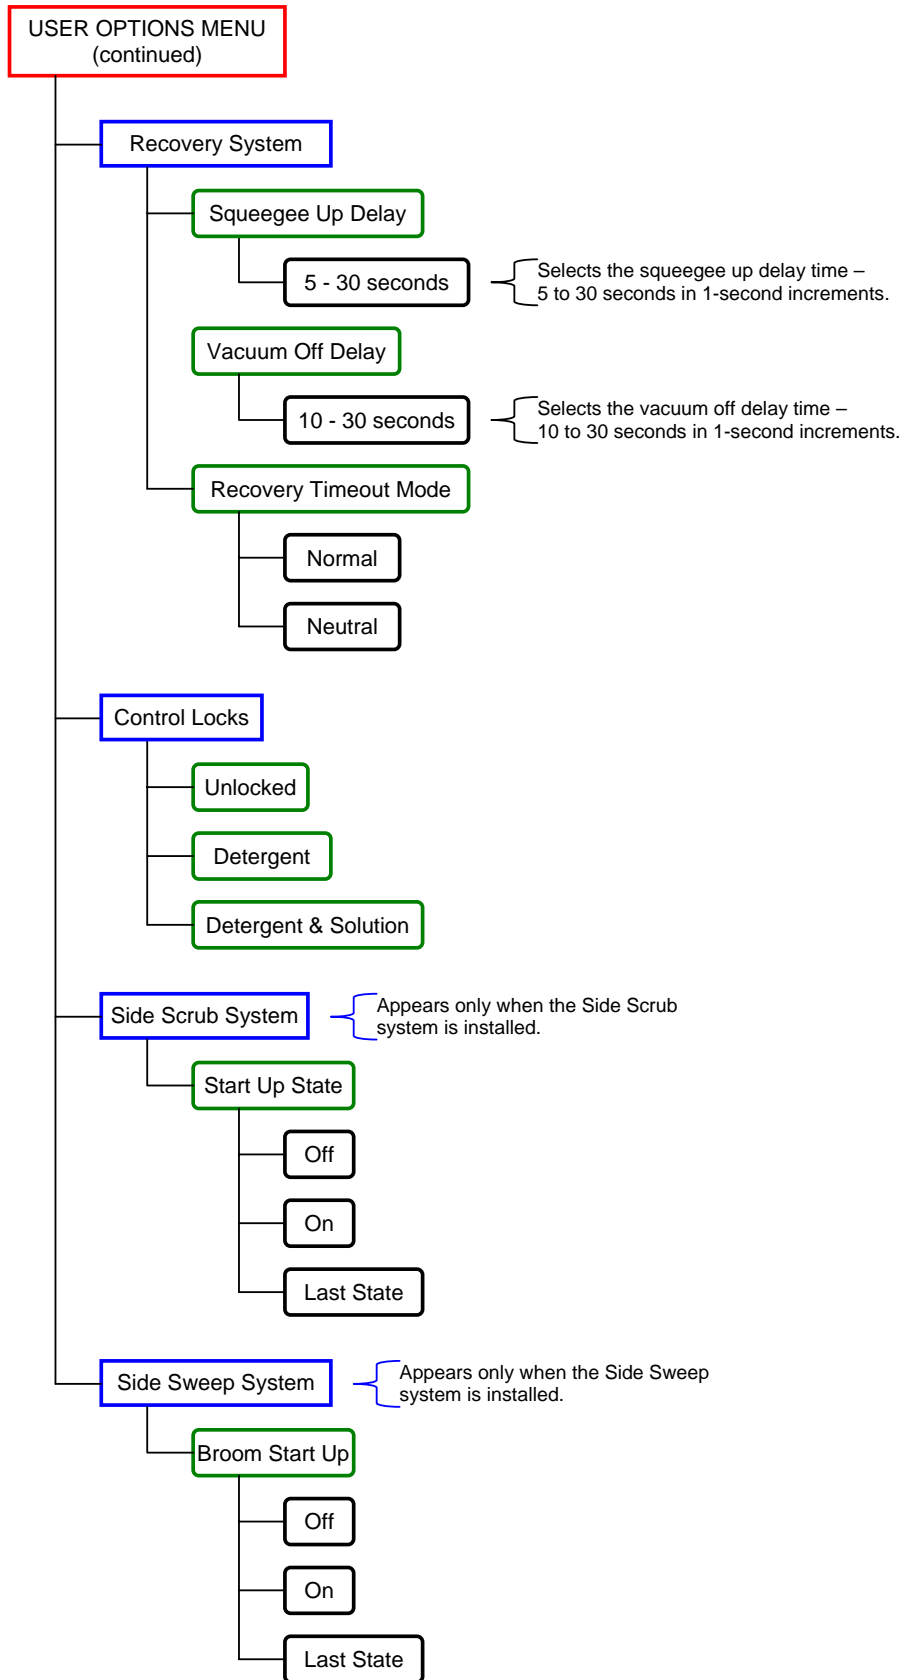 USER OPTIONS MENU
(continued)
Recovery System
Squeegee Up Delay
5 - 30 seconds
Selects the squeegee up delay time –
5 to 30 seconds in 1-second increments.
Vacuum Off Delay
10 - 30 seconds
Selects the vacuum off delay time –
10 to 30 seconds in 1-second increments.
Recovery Timeout Mode
Normal
Neutral
Control Locks
Unlocked
Detergent
Detergent & Solution
Side Scrub System
Appears only when the Side Scrub
system is installed.
Start Up State
Off
On
Last State
Side Sweep System
Appears only when the Side Sweep
system is installed.
Broom Start Up
Off
On
Last State